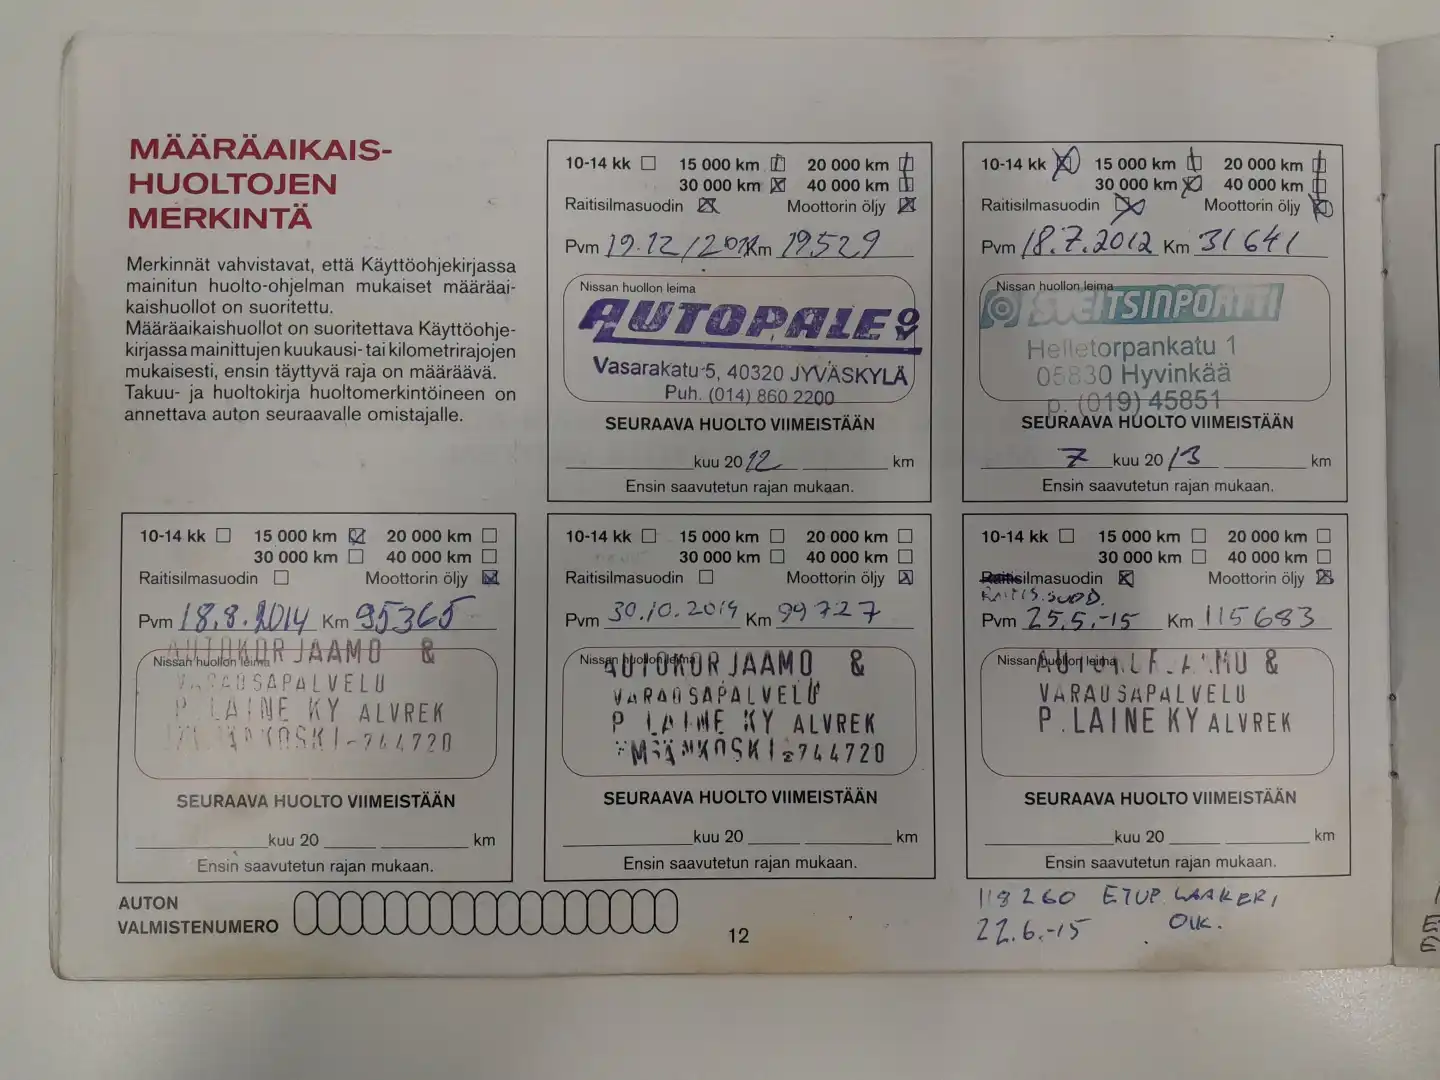 MÄÄRÄAIKAIS-
HUOLTOJEN
MERKINTÄ
Merkinnät vahvistavat, että Käyttöohjekirjassa
mainitun huolto-ohjelman mukaiset määräai-
kaishuollot on suoritettu.
Määräaikaishuollot on suoritettava Käyttöohje-
kirjassa mainittujen kuukausi- tai kilometrirajojen
mukaisesti, ensin täyttyvä raja on määräävä.
Takuu- ja huoltokirja huoltomerkintöineen on
annettava auton seuraavalle omistajalle.
10-14 kk 15 000 km 20 000 km
30 000 km 40 000 km
Raitisilmasuodin Moottorin öljy
Pvm 19.12/2011 Km 19529
Nissan huollon leima
AUTOPALE OY
Vasarakatu 5, 40320 JYVÄSKYLÄ
Puh. (014) 860 2200
SEURAAVA HUOLTO VIIMEISTÄÄN
kuu 2012 km
Ensin saavutetun rajan mukaan.
10-14 kk 15 000 km 20 000 km
30 000 km 40 000 km
Raitisilmasuodin Moottorin öljy
Pvm 18.7.2012 Km 31641
Nissan huollon leima
SVEITSINPORTTI
Helletorpankatu 1
05830 Hyvinkää
p. (019) 45851
SEURAAVA HUOLTO VIIMEISTÄÄN
7 kuu 2013 km
Ensin saavutetun rajan mukaan.
10-14 kk 15 000 km 20 000 km
30 000 km 40 000 km
Raitisilmasuodin Moottorin öljy
Pvm 18.8.2014 Km 95365
Nissan huollon leima
AUTOKORJAAMO &
VARAOSAPALVELU
P. LAINE KY ALVREK
744720
SEURAAVA HUOLTO VIIMEISTÄÄN
kuu 20 km
Ensin saavutetun rajan mukaan.
10-14 kk 15 000 km 20 000 km
30 000 km 40 000 km
Raitisilmasuodin Moottorin öljy
Pvm 30.10.2014 Km 99727
Nissan huollon leima
AUTOKORJAAMO &
VARAOSAPALVELU
P. LAINE KY ALVREK
744720
SEURAAVA HUOLTO VIIMEISTÄÄN
kuu 20 km
Ensin saavutetun rajan mukaan.
10-14 kk 15 000 km 20 000 km
30 000 km 40 000 km
Raitisilmasuodin Moottorin öljy
RAITIS.SUOD.
Pvm 25.5.-15 Km 115683
Nissan huollon leima
AUTOKORJAAMO &
VARAOSAPALVELU
P. LAINE KY ALVREK
SEURAAVA HUOLTO VIIMEISTÄÄN
kuu 20 km
Ensin saavutetun rajan mukaan.
118260 ETUP. LAAKERI
22.6.-15 OIK.
AUTON
VALMISTENUMERO
12